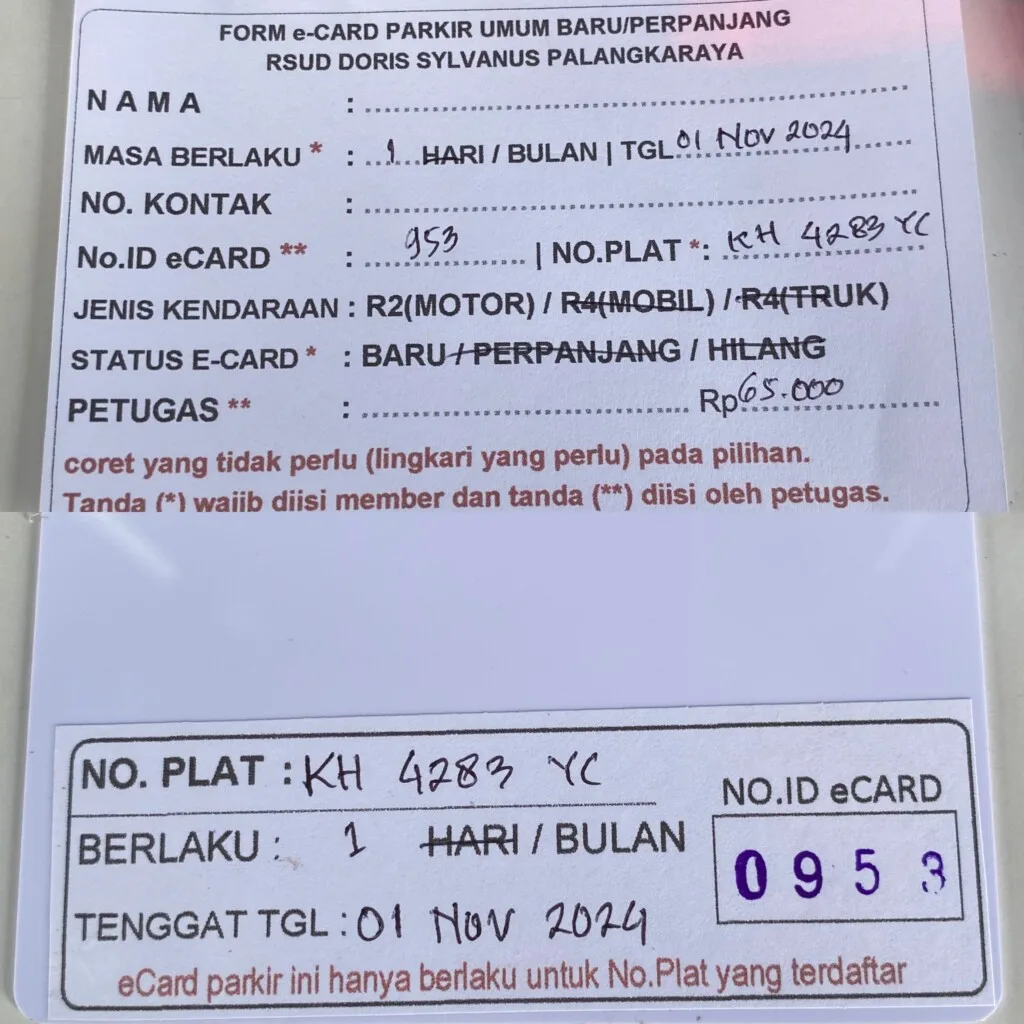 FORM e-CARD PARKIR UMUM BARU/PERPANJANG
RSUD DORIS SYLVANUS PALANGKARAYA
NAMA :
MASA BERLAKU * : 1 HARI / BULAN | TGL 01 Nov 2024
NO. KONTAK :
No.ID eCARD ** : 953 | NO.PLAT *: KH 4283 YC
JENIS KENDARAAN : R2(MOTOR) / R4(MOBIL) / R4(TRUK)
STATUS E-CARD * : BARU / PERPANJANG / HILANG
PETUGAS ** : Rp 65.000
coret yang tidak perlu (lingkari yang perlu) pada pilihan.
Tanda (*) wajib diisi member dan tanda (**) diisi oleh petugas.
NO. PLAT : KH 4283 YC
NO.ID eCARD
BERLAKU : 1 HARI / BULAN
0953
TENGGAT TGL : 01 Nov 2024
eCard parkir ini hanya berlaku untuk No.Plat yang terdaftar